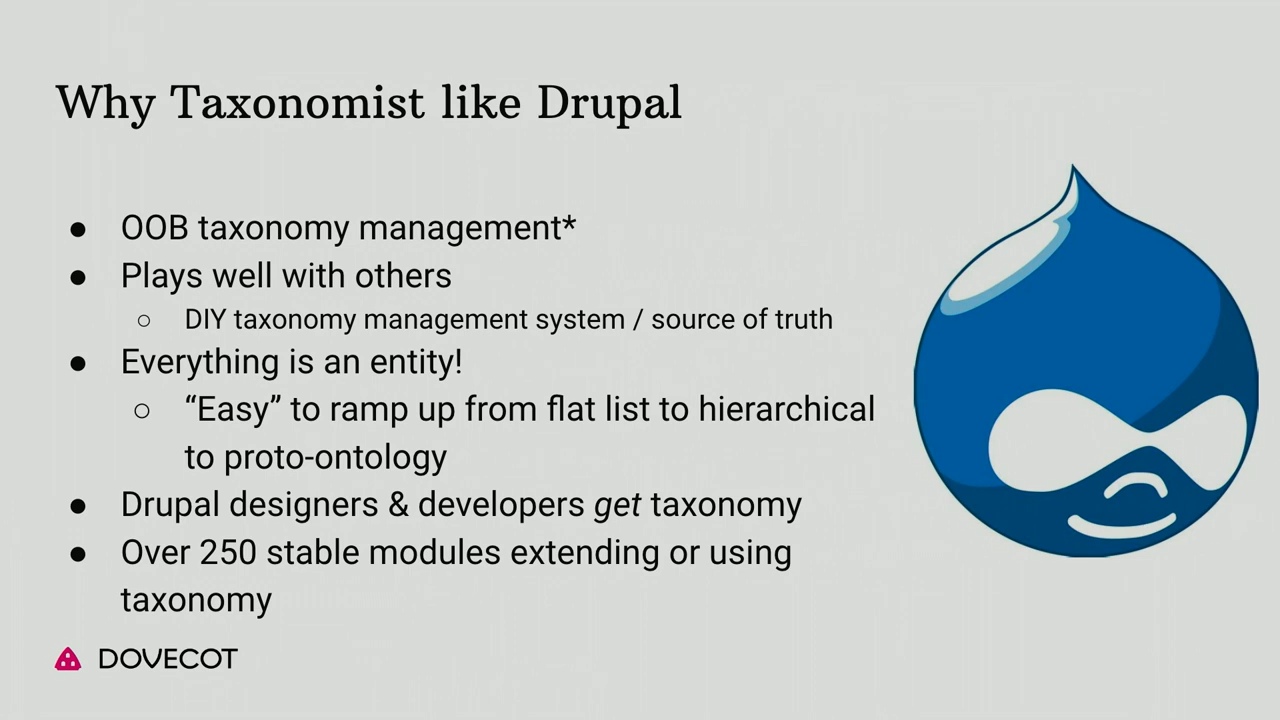 Why Taxonomist like Drupal
● OOB taxonomy management*
● Plays well with others
○ DIY taxonomy management system / source of truth
● Everything is an entity!
○ “Easy” to ramp up from flat list to hierarchical
to proto-ontology
● Drupal designers & developers get taxonomy
● Over 250 stable modules extending or using
taxonomy
DOVECOT